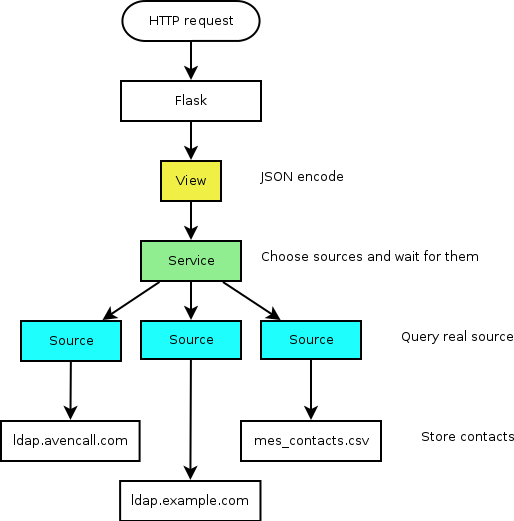 HTTP request
Flask
View
JSON encode
Service
Choose sources and wait for them
Source
Source
Source
Query real source
ldap.avencall.com
mes_contacts.csv
Store contacts
ldap.example.com